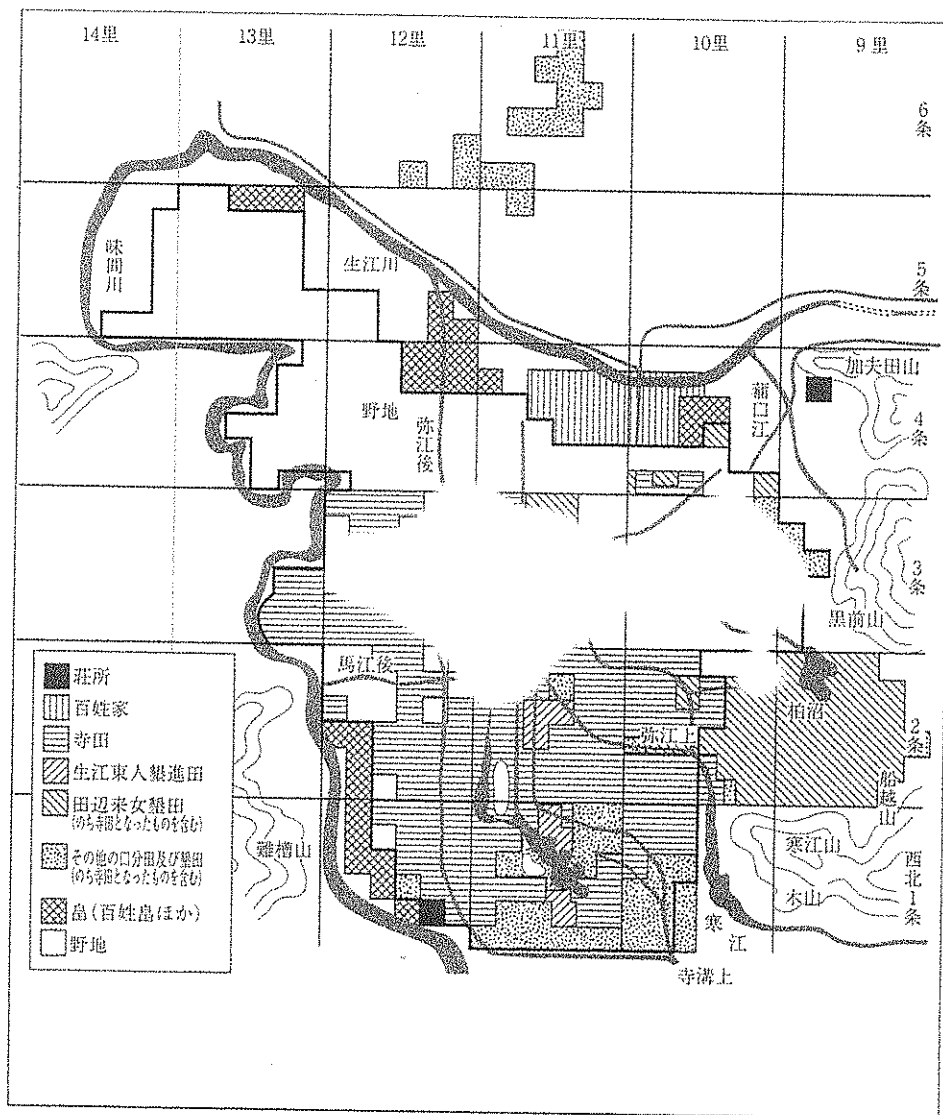 14里
13里
12里
11里
10里
9里
6条
5条
4条
3条
2条
西北1条
味間川
生江川
加夫田山
野地
弥江後
黒前山
馬江後
柏沼
弥江上
船越山
難槽山
寒江山
木山
寒江
寺溝上
荘所
百姓家
寺田
生江東人墾進田
田辺来女墾田
(のち寺田となったものを含む)
その他の口分田及び墾田
(のち寺田となったものを含む)
畠(百姓畠ほか)
野地